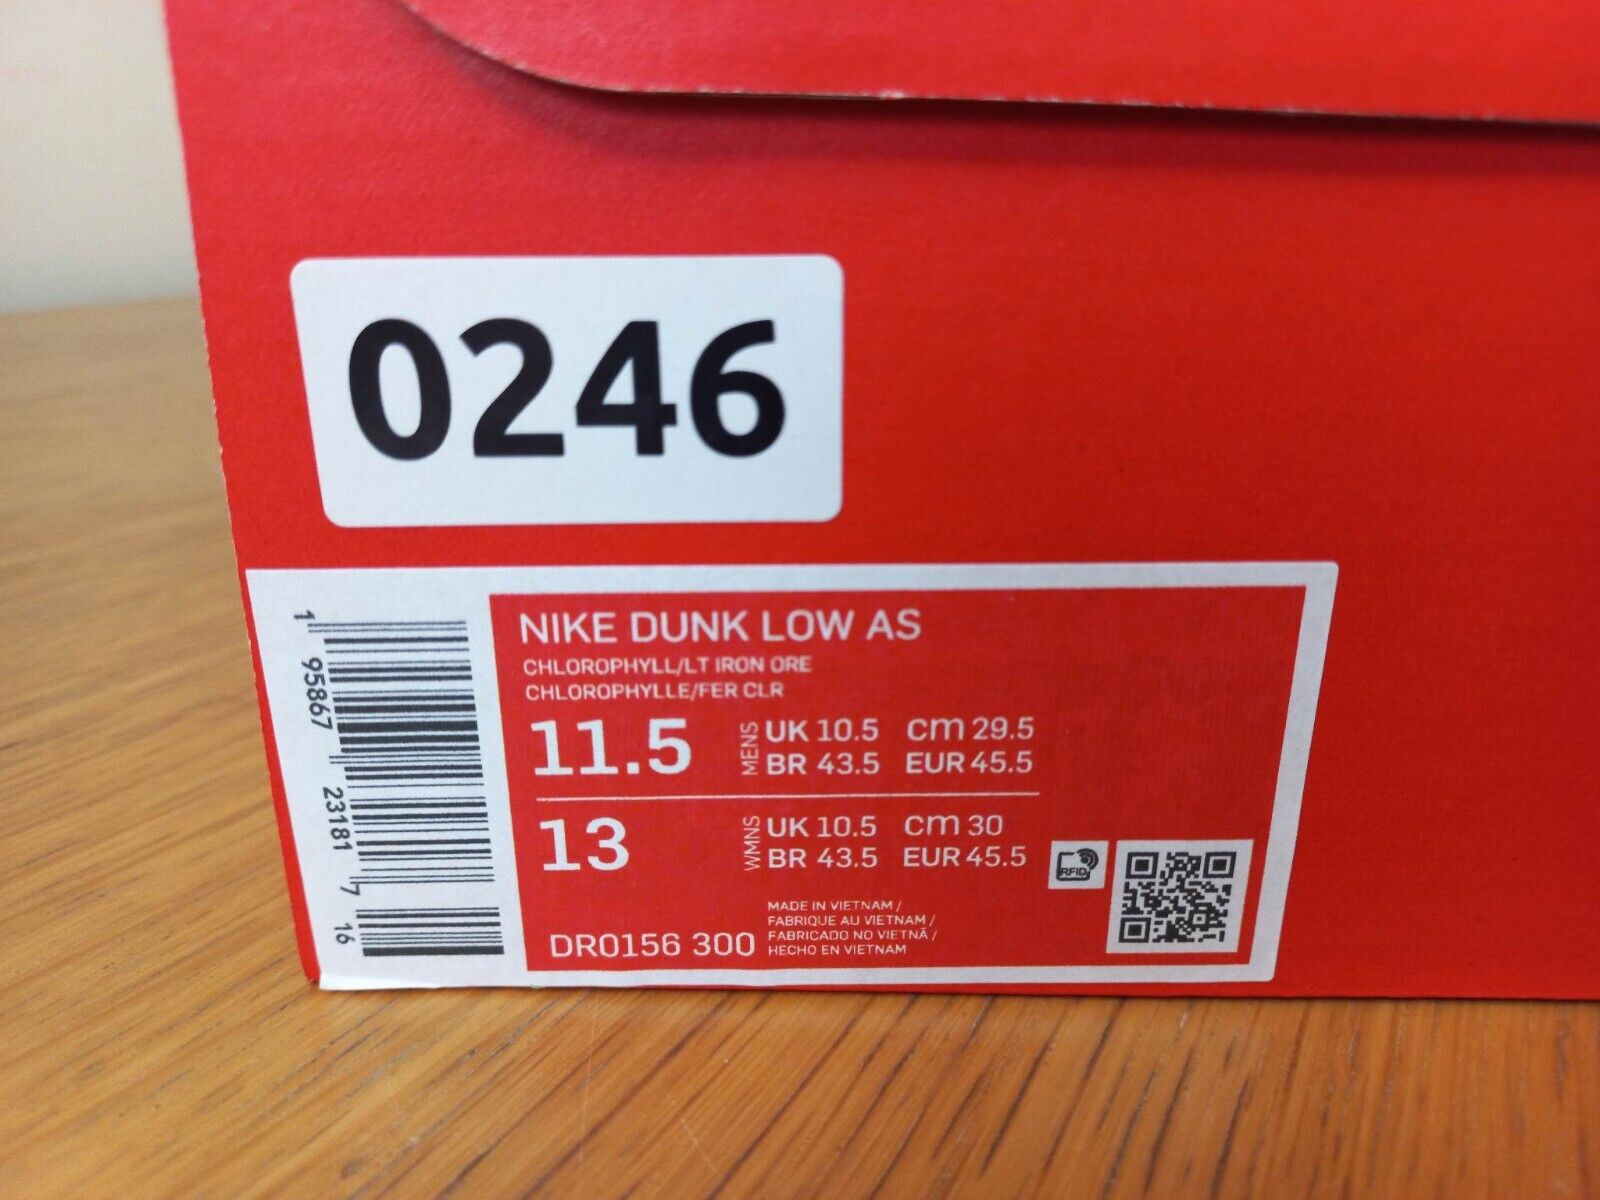 0246
1 95867 23181 7 16
NIKE DUNK LOW AS
CHLOROPHYLL/LT IRON ORE
CHLOROPHYLLE/FER CLR
11.5 MENS UK 10.5 cm 29.5
BR 43.5 EUR 45.5
13 WMNS UK 10.5 cm 30
BR 43.5 EUR 45.5
RFID
MADE IN VIETNAM /
FABRIQUE AU VIETNAM /
FABRICADO NO VIETNÃ /
HECHO EN VIETNAM
DR0156 300